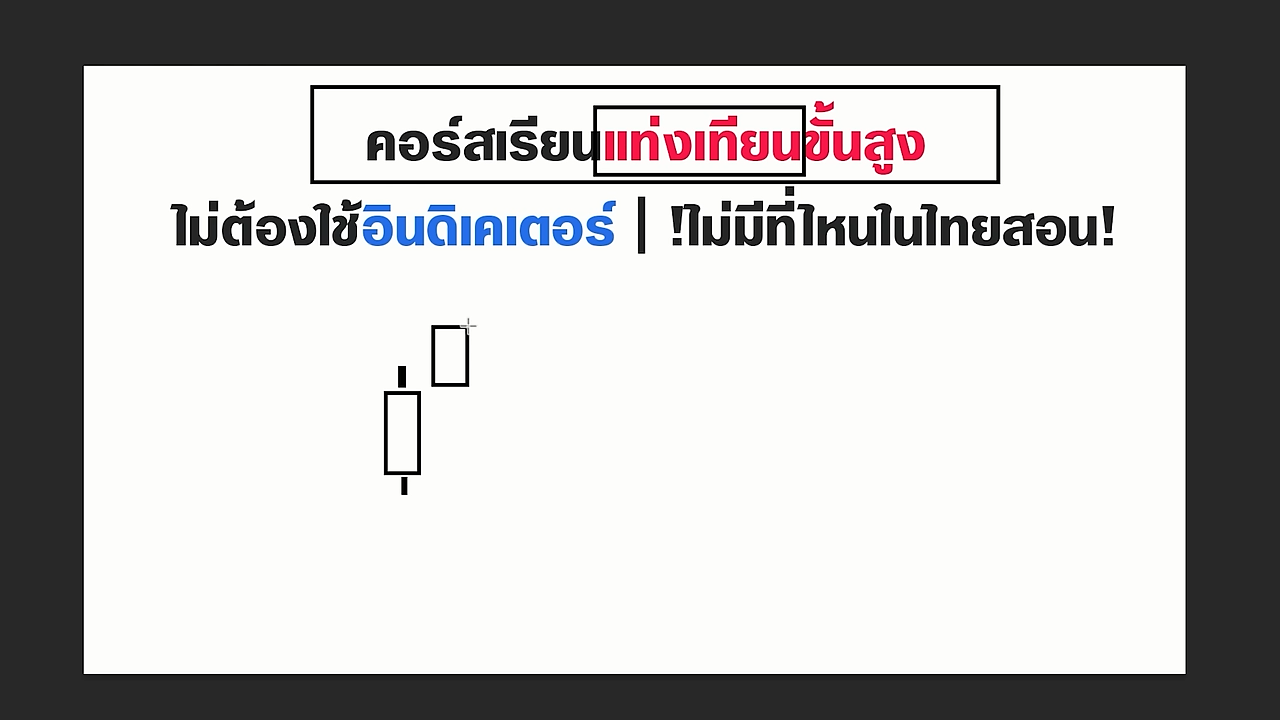 คอร์สเรียนแท่งเทียนขั้นสูง
ไม่ต้องใช้อินดิเคเตอร์ | !ไม่มีที่ไหนในไทยสอน!